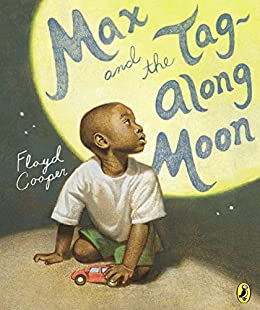 Max
and the Tag-
Along
Moon
Floyd
Cooper